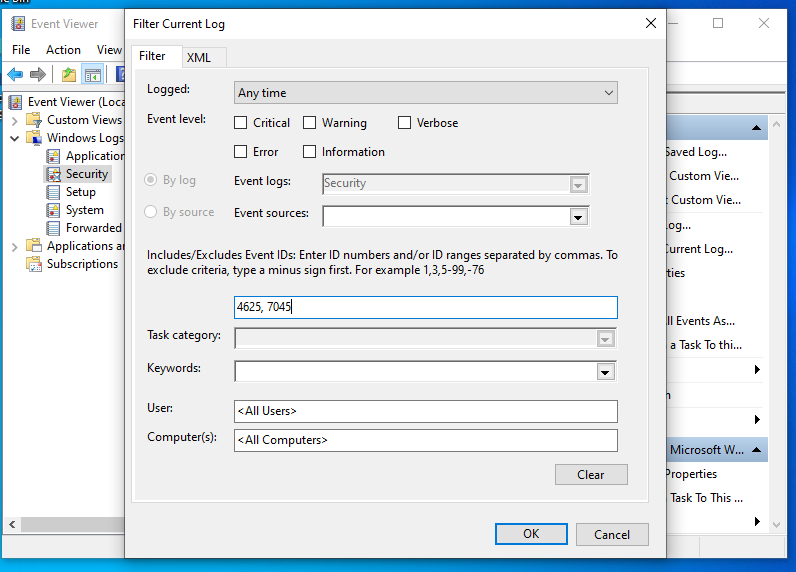 Event Viewer
File Action View
Event Viewer (Loca
Custom Views
Windows Logs
Application
Security
Setup
System
Forwarded
Applications an
Subscriptions
Filter Current Log
Filter XML
Logged: Any time
Event level: Critical Warning Verbose
Error Information
By log Event logs: Security
By source Event sources:
Includes/Excludes Event IDs: Enter ID numbers and/or ID ranges separated by commas. To
exclude criteria, type a minus sign first. For example 1,3,5-99,-76
4625, 7045
Task category:
Keywords:
User: <All Users>
Computer(s): <All Computers>
Clear
OK Cancel
Saved Log...
Custom Vie...
t Custom Vie...
og...
Current Log...
ties
ll Events As...
a Task To thi...
Microsoft W...
Properties
Task To This ...